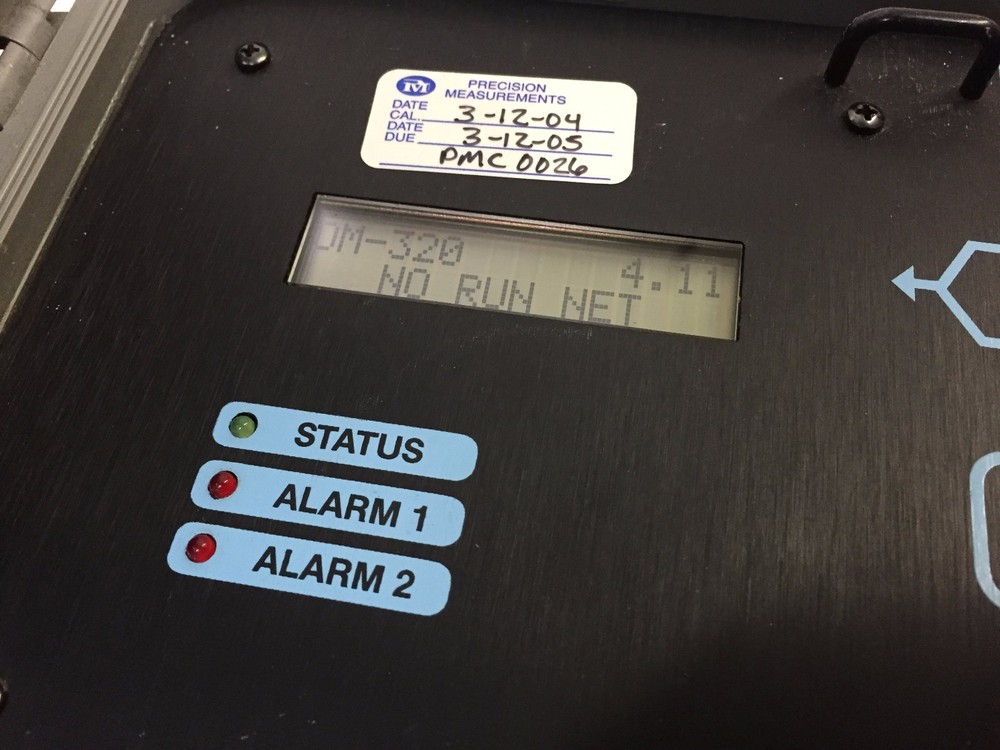 PM
PRECISION
MEASUREMENTS
DATE
CAL. 3-12-04
DATE
DUE 3-12-05
PMC 0026
DM-320
4.11
NO RUN NET
STATUS
ALARM 1
ALARM 2